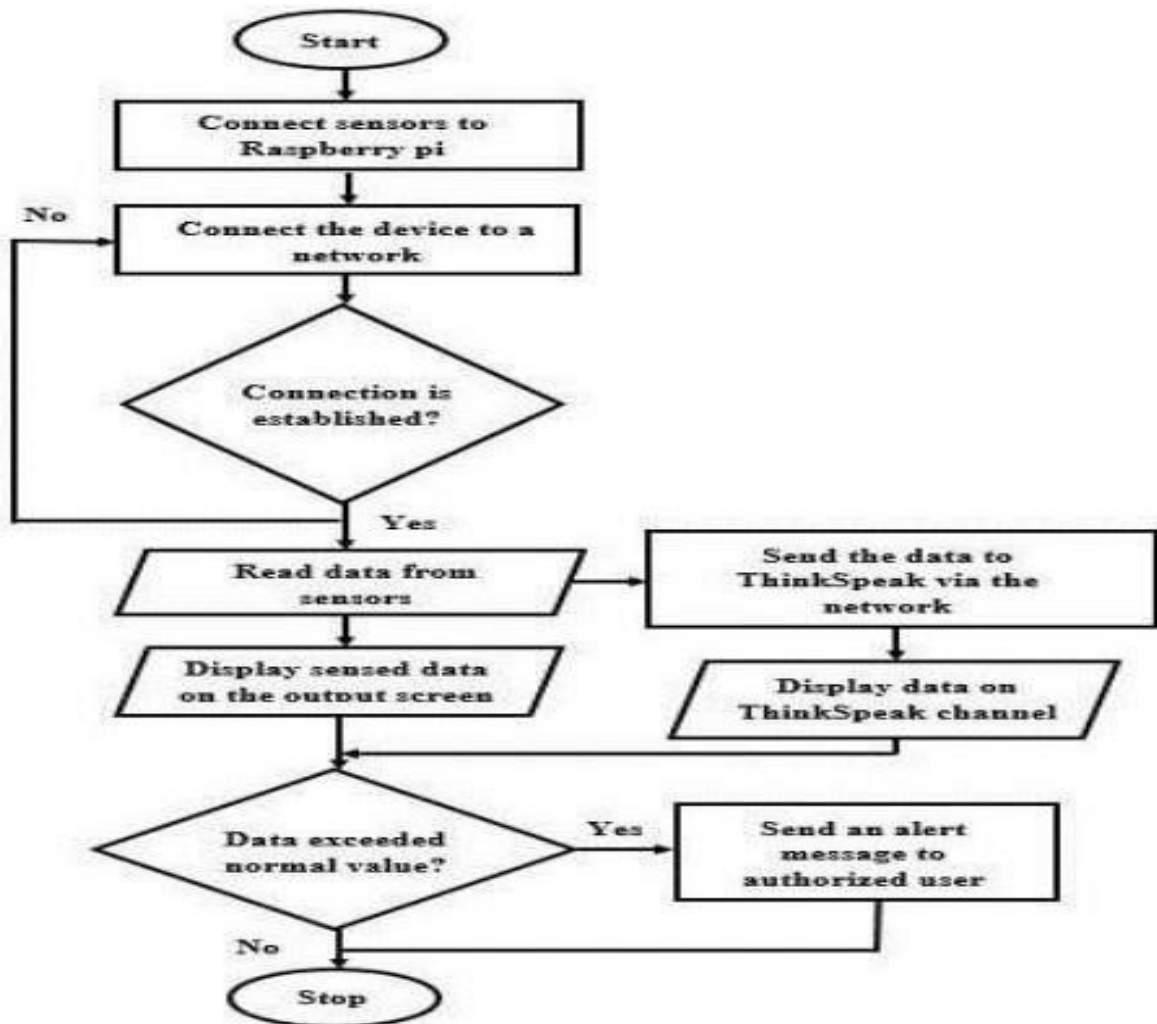 Start
Connect sensors to
Raspberry pi
No
Connect the device to a
network
Connection is
established?
Yes
Read data from
sensors
Send the data to
ThinkSpeak via the
network
Display sensed data
on the output screen
Display data on
ThinkSpeak channel
Data exceeded
normal value?
Yes
Send an alert
message to
authorized user
No
Stop